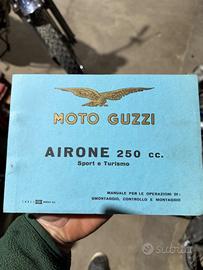 MOTO GUZZI
AIRONE 250 cc.
Sport e Turismo
MANUALE PER LE OPERAZIONI DI:
SMONTAGGIO, CONTROLLO E MONTAGGIO
subito